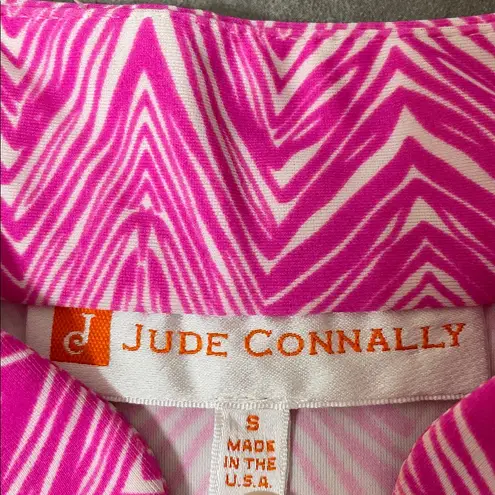 JC
JUDE CONNALLY
S
MADE
IN THE
U.S.A.